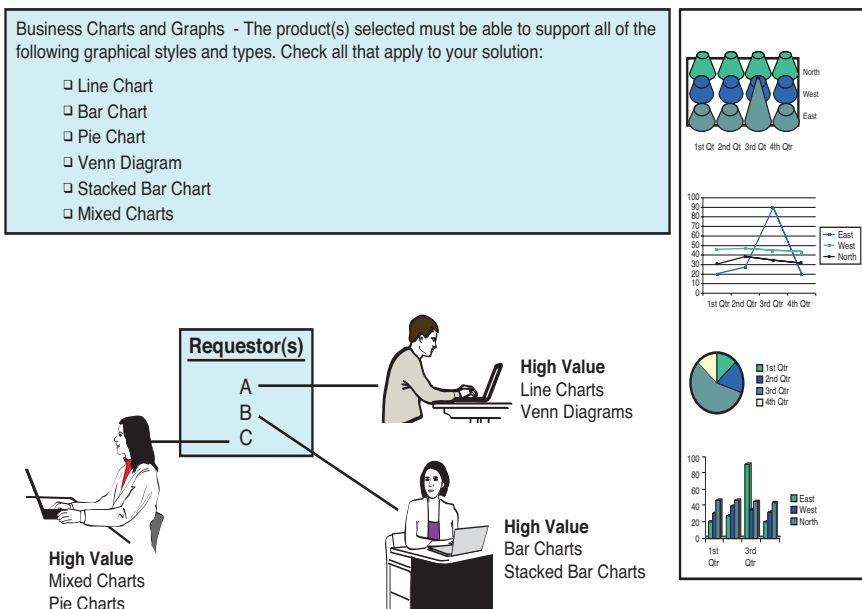 Business Charts and Graphs - The product(s) selected must be able to support all of the
following graphical styles and types. Check all that apply to your solution:
❑ Line Chart
❑ Bar Chart
❑ Pie Chart
❑ Venn Diagram
❑ Stacked Bar Chart
❑ Mixed Charts
Requestor(s)
A
B
C
High Value
Line Charts
Venn Diagrams
High Value
Bar Charts
Stacked Bar Charts
High Value
Mixed Charts
Pie Charts
North
West
East
1st Qt 2nd Qt 3rd Qt 4th Qtr
100
90
80
70
60
50
40
30
20
10
0
1st Qtr 2nd Qtr 3rd Qtr 4th Qtr
East
West
North
1st Qtr
2nd Qtr
3rd Qtr
4th Qtr
100
80
60
40
20
0
1st
Qtr
3rd
Qtr
East
West
North